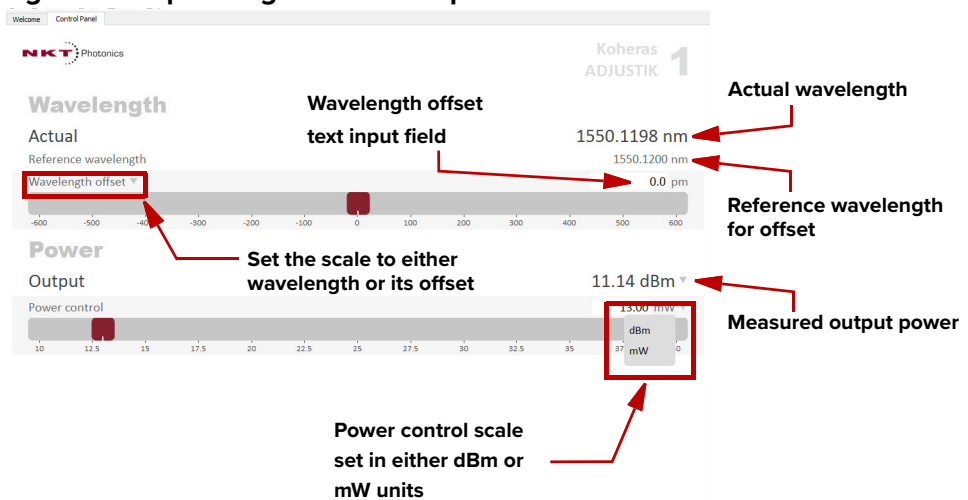 Welcome Control Panel
NKT Photonics
Koheras
ADJUSTIK 1
Wavelength
Wavelength offset
text input field
Actual wavelength
Actual
1550.1198 nm
Reference wavelength
1550.1200 nm
Wavelength offset
0.0 pm
-600 -500 -300 -200 -100 0 100 200 300 400 500 600
Reference wavelength
for offset
Power
Set the scale to either
wavelength or its offset
Output
11.14 dBm
Power control
13.00 mW
dBm
mW
10 12.5 15 17.5 20 22.5 25 27.5 30 32.5 35
Measured output power
Power control scale
set in either dBm or
mW units